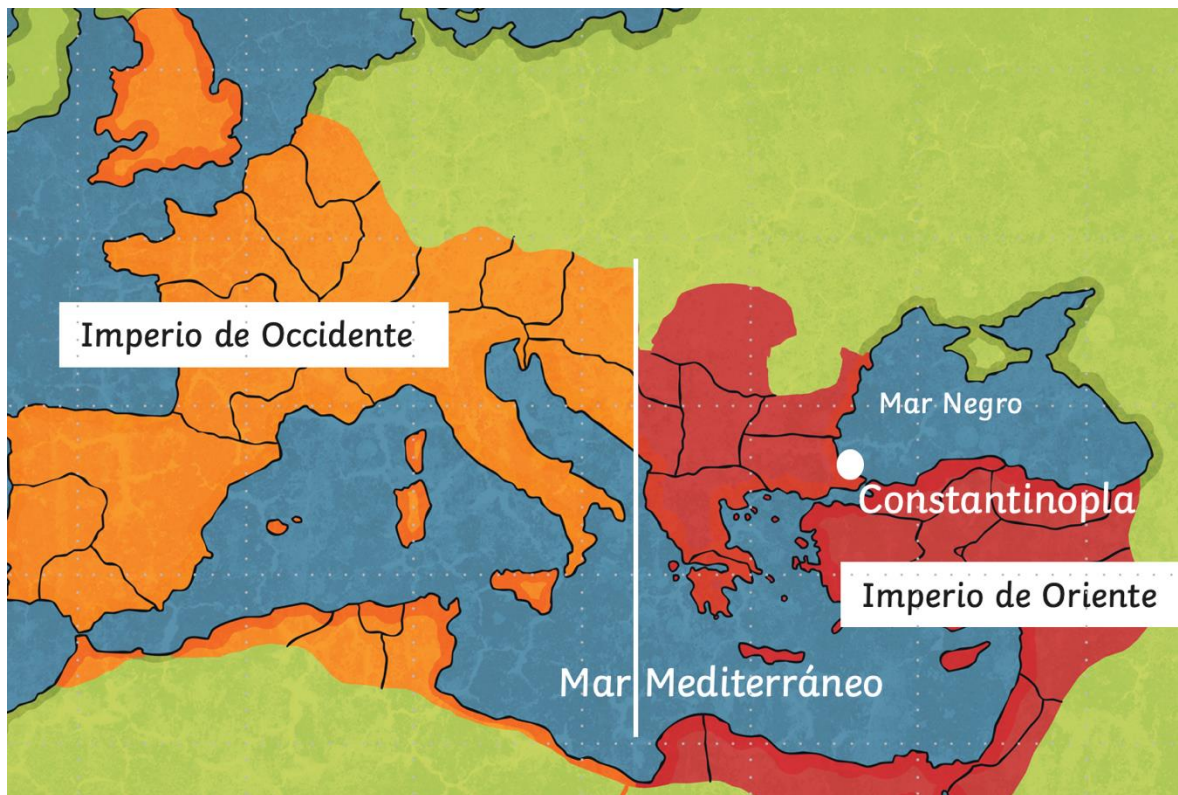 Imperio de Occidente
Mar Negro
Constantinopla
Imperio de Oriente
Mar Mediterráneo